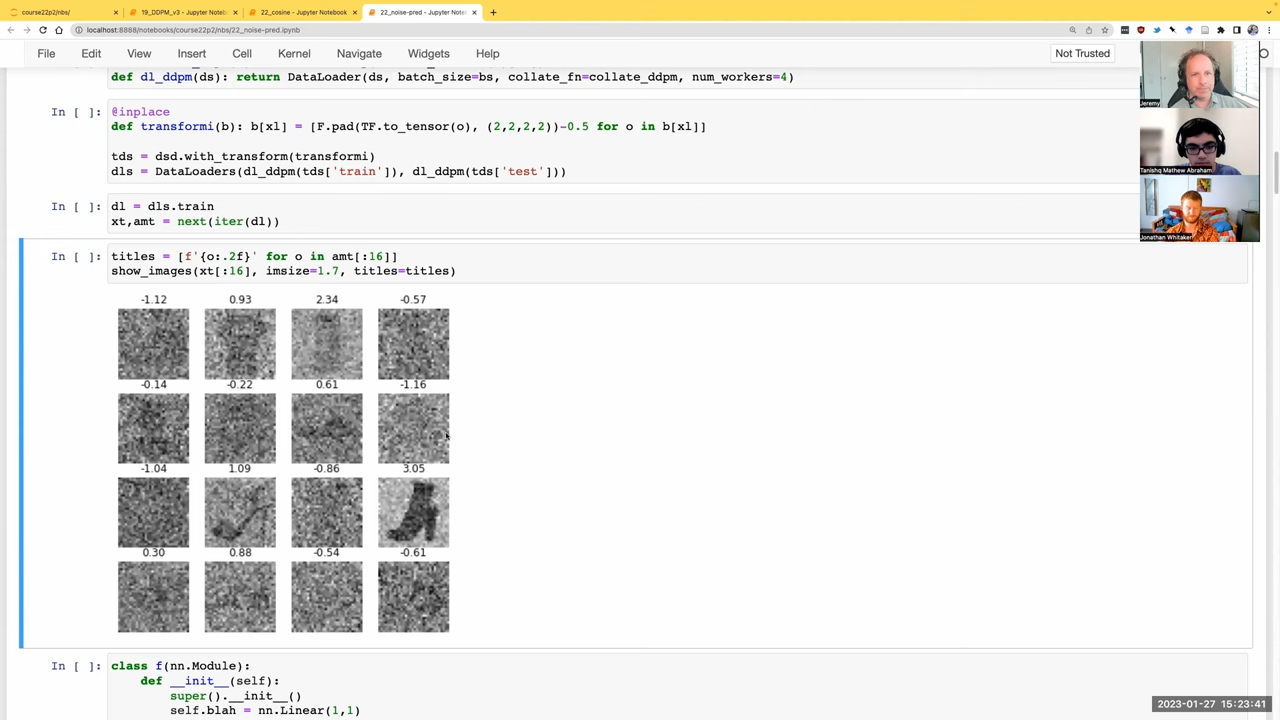 course22p2/nbs/
19_DDPM_v3 - Jupyter Notebo
22_cosine - Jupyter Notebook
22_noise-pred - Jupyter Note
localhost:8888/notebooks/course22p2/nbs/22_noise-pred.ipynb
File Edit View Insert Cell Kernel Navigate Widgets Help
Not Trusted
def dl_ddpm(ds): return DataLoader(ds, batch_size=bs, collate_fn=collate_ddpm, num_workers=4)
In [ ]: @inplace
def transformi(b): b[xl] = [F.pad(TF.to_tensor(o), (2,2,2,2))-0.5 for o in b[xl]]
tds = dsd.with_transform(transformi)
dls = DataLoaders(dl_ddpm(tds['train']), dl_ddpm(tds['test']))
In [ ]: dl = dls.train
xt,amt = next(iter(dl))
In [ ]: titles = [f'{o:.2f}' for o in amt[:16]]
show_images(xt[:16], imsize=1.7, titles=titles)
-1.12 0.93 2.34 -0.57
-0.14 -0.22 0.61 -1.16
-1.04 1.09 -0.86 3.05
0.30 0.88 -0.54 -0.61
In [ ]: class f(nn.Module):
def __init__(self):
super().__init__()
self.blah = nn.Linear(1,1)
Jeremy
Tanishq Mathew Abraham
Jonathan Whitaker
2023-01-27 15:23:41